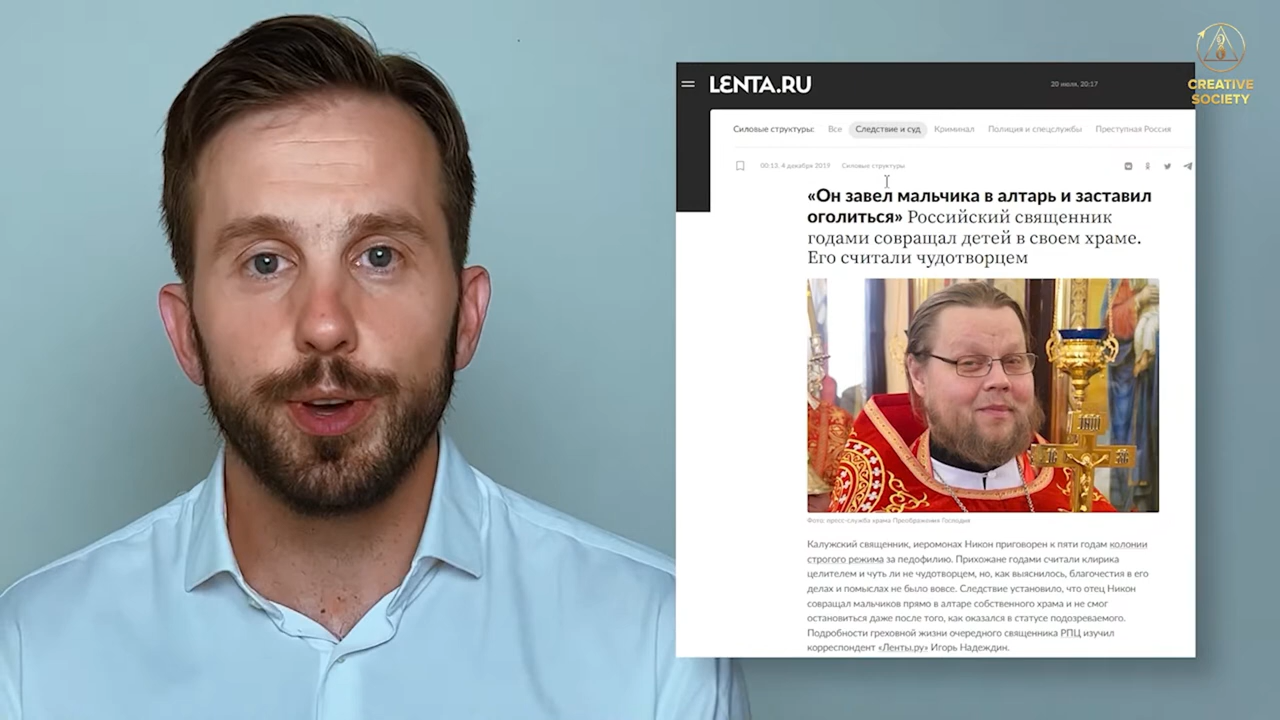 CREATIVE
SOCIETY
LENTA.RU
20 июля, 20:17
Силовые структуры: Все Следствие и суд Криминал Полиция и спецслужбы Преступная Россия
00:13, 4 декабря 2019 Силовые структуры
«Он завел мальчика в алтарь и заставил
оголиться» Российский священник
годами совращал детей в своем храме.
Его считали чудотворцем
Фото: пресс-служба храма Преображения Господня
Калужский священник, иеромонах Никон приговорен к пяти годам колонии
строгого режима за педофилию. Прихожане годами считали клирика
целителем и чуть ли не чудотворцем, но, как выяснилось, благочестия в его
делах и помыслах не было вовсе. Следствие установило, что отец Никон
совращал мальчиков прямо в алтаре собственного храма и не смог
остановиться даже после того, как оказался в статусе подозреваемого.
Подробности греховной жизни очередного священника РПЦ изучил
корреспондент «Ленты.ру» Игорь Надеждин.